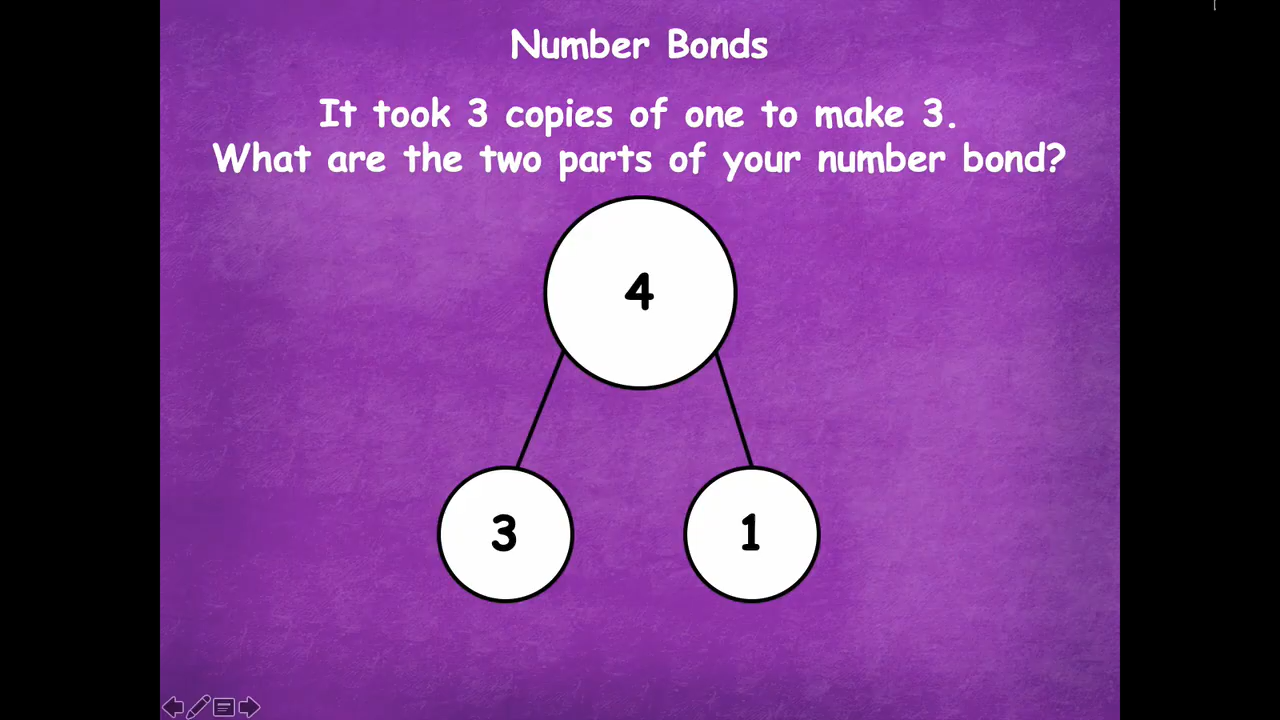 Number Bonds
It took 3 copies of one to make 3.
What are the two parts of your number bond?
4
3
1